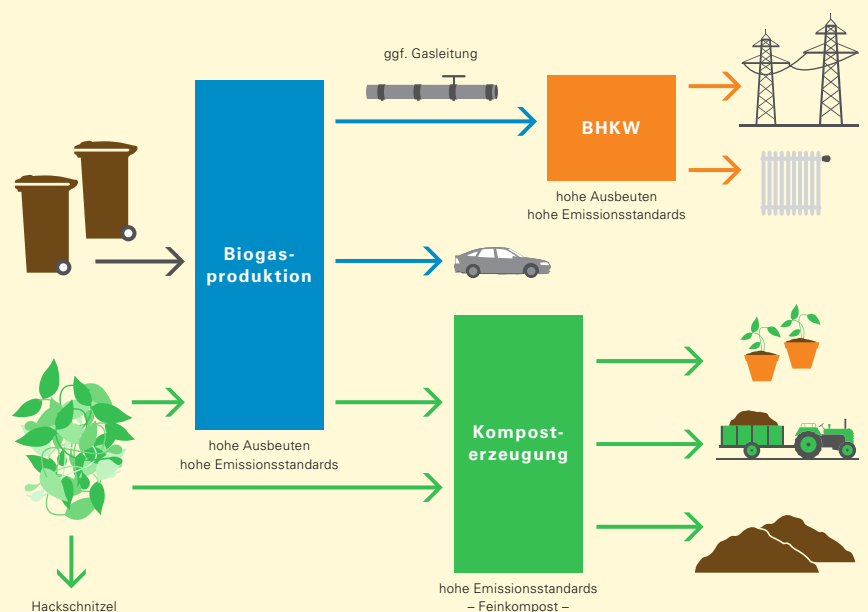 ggf. Gasleitung
BHKW
hohe Ausbeuten
hohe Emissionsstandards
Biogas-
produktion
hohe Ausbeuten
hohe Emissionsstandards
Kompost-
erzeugung
hohe Emissionsstandards
– Feinkompost –
Hackschnitzel